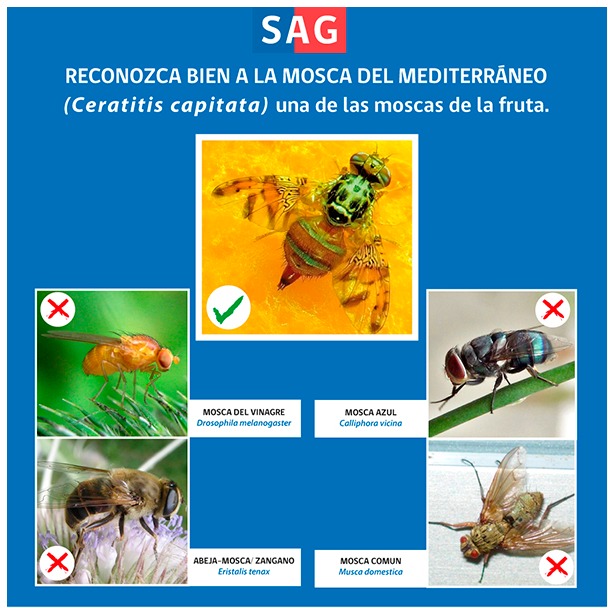 SAG
RECONOZCA BIEN A LA MOSCA DEL MEDITERRÁNEO
(Ceratitis capitata) una de las moscas de la fruta.
MOSCA DEL VINAGRE
Drosophila melanogaster
MOSCA AZUL
Calliphora vicina
ABEJA-MOSCA/ ZANGANO
Eristalis tenax
MOSCA COMUN
Musca domestica